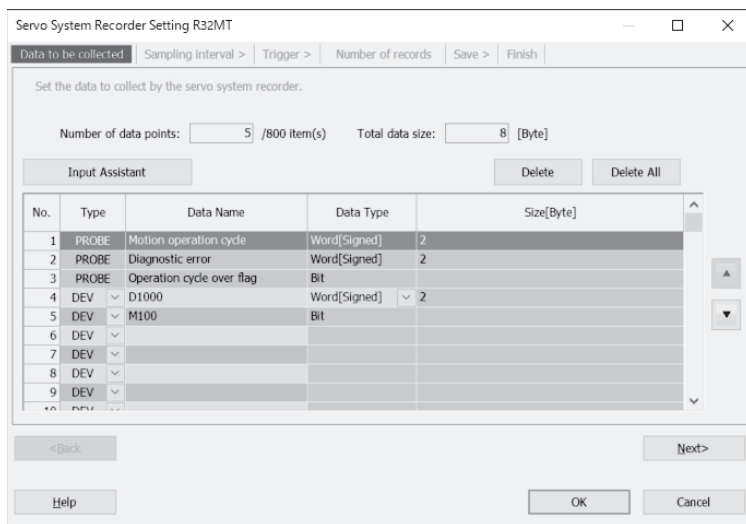 Servo System Recorder Setting R32MT
Data to be collected Sampling interval > Trigger > Number of records Save > Finish
Set the data to collect by the servo system recorder.
Number of data points: 5 /800 item(s) Total data size: 8 [Byte]
Input Assistant Delete Delete All
No. Type Data Name Data Type Size[Byte]
1 PROBE Motion operation cycle Word[Signed] 2
2 PROBE Diagnostic error Word[Signed] 2
3 PROBE Operation cycle over flag Bit
4 DEV D1000 Word[Signed] 2
5 DEV M100 Bit
6 DEV
7 DEV
8 DEV
9 DEV
10 DEV
<Back Next>
Help OK Cancel